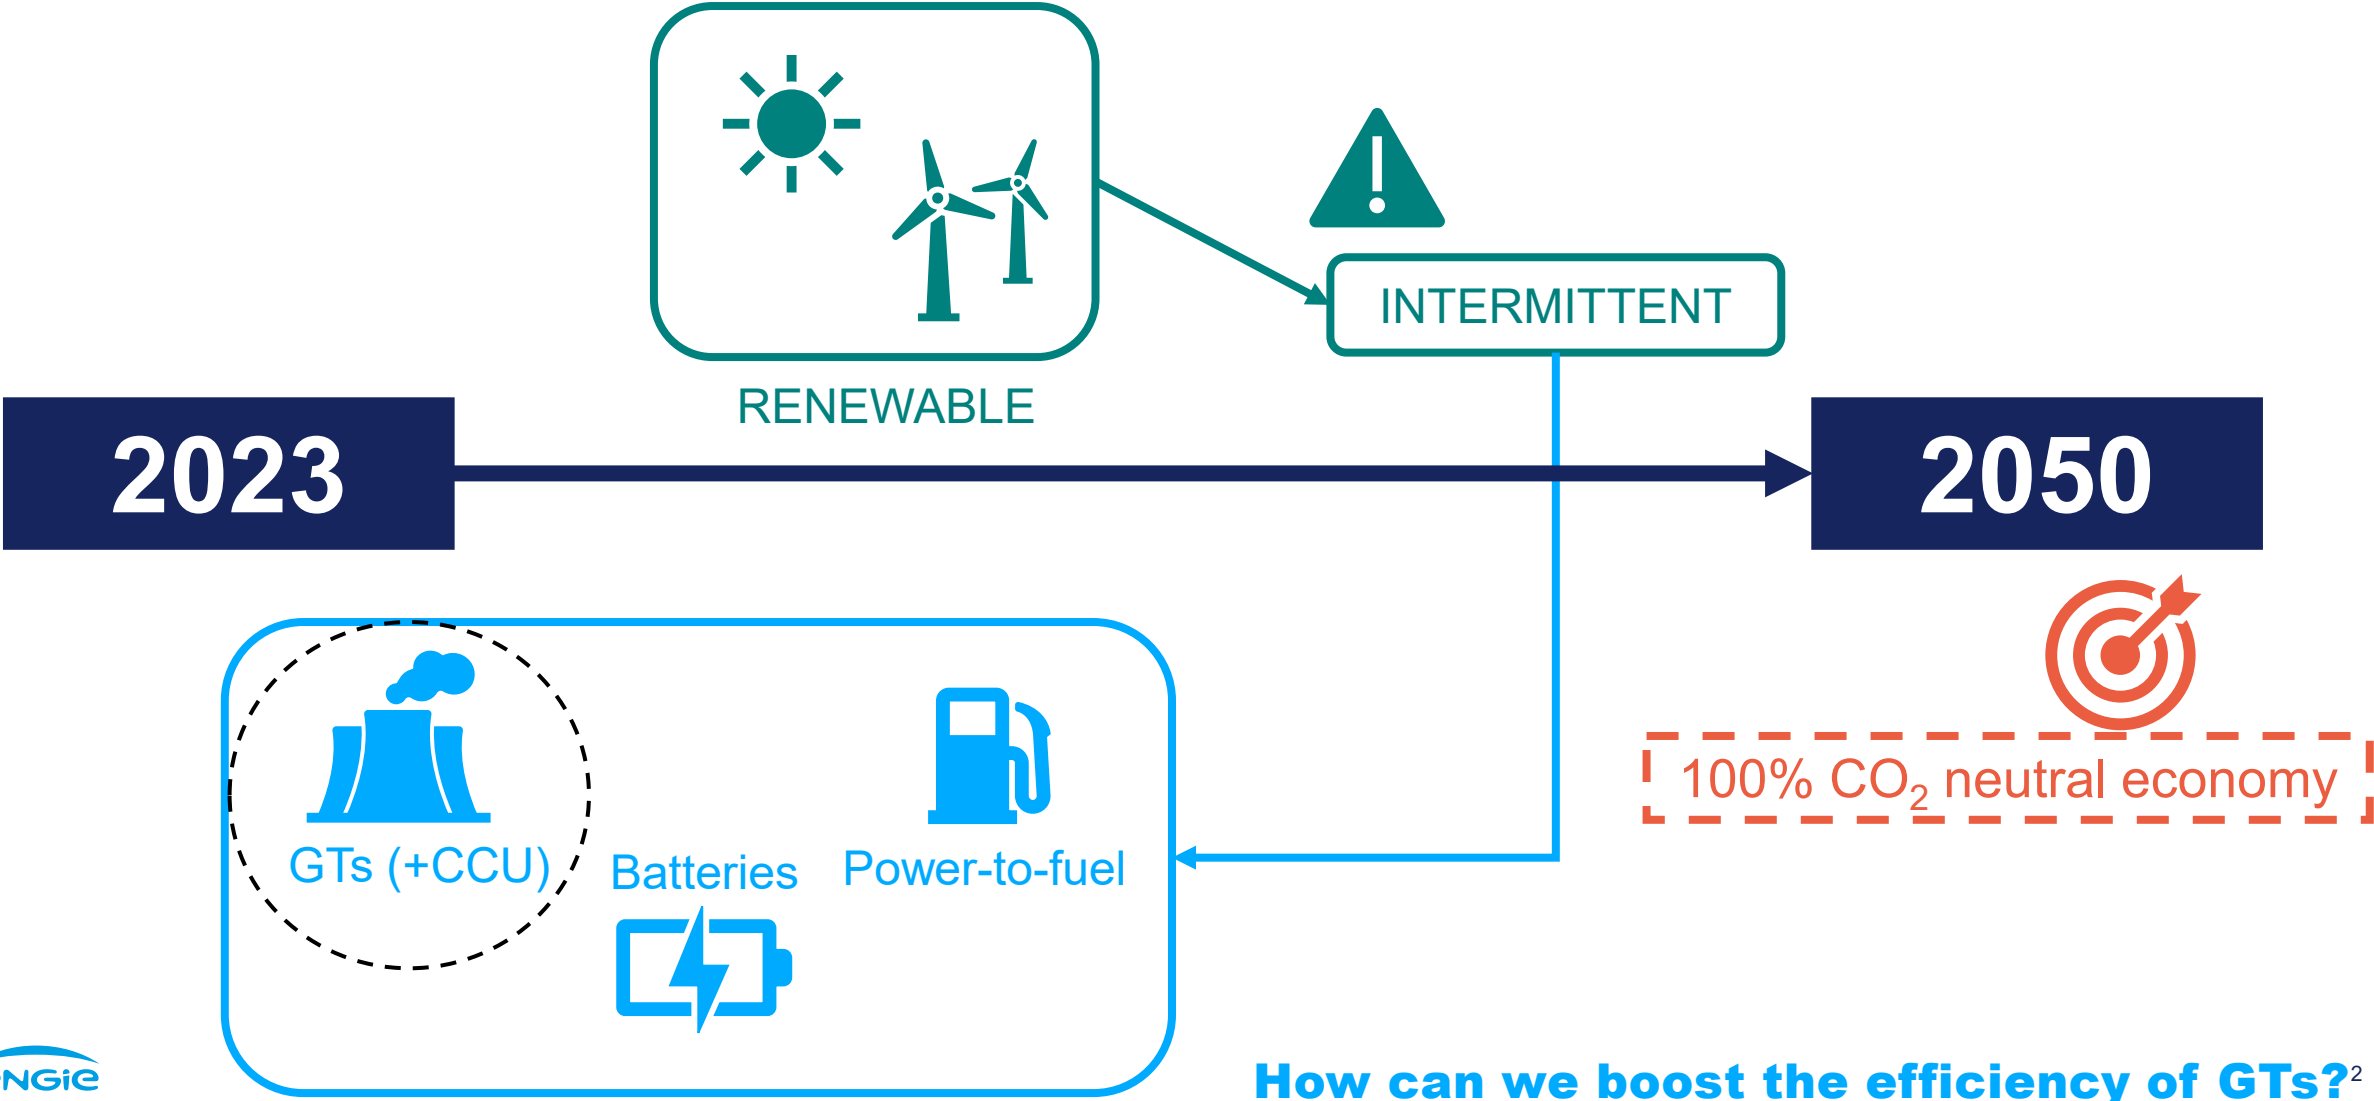 INTERMITTENT
RENEWABLE
2023
2050
100% CO₂ neutral economy
GTs (+CCU)
Batteries
Power-to-fuel
How can we boost the efficiency of GTs?
2